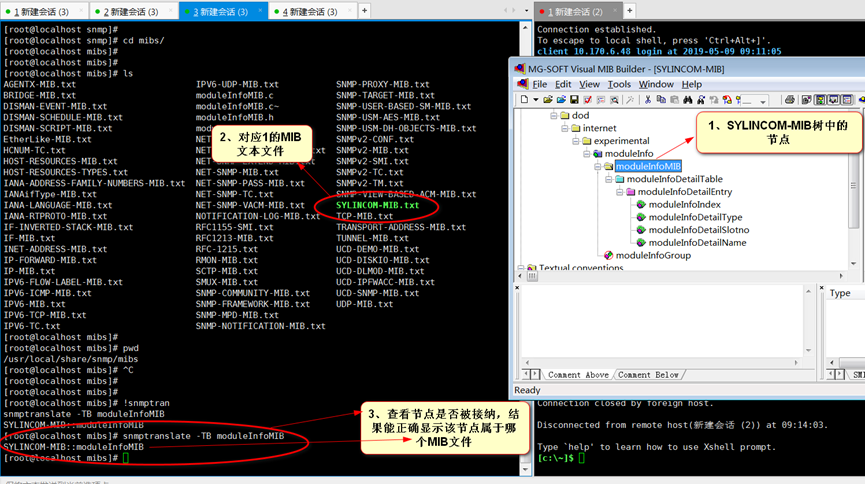 1 新建会话 (3)
2 新建会话 (3)
3 新建会话 (3)
4 新建会话 (3)
+
[root@localhost snmp]#
[root@localhost snmp]# cd mibs/
[root@localhost mibs]#
[root@localhost mibs]#
[root@localhost mibs]# ls
AGENTX-MIB.txt IPV6-UDP-MIB.txt SNMP-PROXY-MIB.txt
BRIDGE-MIB.txt moduleInfoMIB.c SNMP-TARGET-MIB.txt
DISMAN-EVENT-MIB.txt moduleInfoMIB.c~ SNMP-USER-BASED-SM-MIB.txt
DISMAN-SCHEDULE-MIB.txt moduleInfoMIB.h SNMP-USM-AES-MIB.txt
DISMAN-SCRIPT-MIB.txt SNMP-USM-DH-OBJECTS-MIB.txt
EtherLike-MIB.txt SNMPv2-CONF.txt
HCNUM-TC.txt SNMPv2-MIB.txt
HOST-RESOURCES-MIB.txt SNMPv2-SMI.txt
HOST-RESOURCES-TYPES.txt SNMPv2-TC.txt
IANA-ADDRESS-FAMILY-NUMBERS-MIB.txt NET-SNMP-PASS-MIB.txt SNMPv2-TM.txt
IANAifType-MIB.txt NET-SNMP-TC.txt SNMP-VIEW-BASED-ACM-MIB.txt
IANA-LANGUAGE-MIB.txt NET-SNMP-VACM-MIB.txt SYLINCOM-MIB.txt
IANA-RTPROTO-MIB.txt NOTIFICATION-LOG-MIB.txt TCP-MIB.txt
IF-INVERTED-STACK-MIB.txt RFC1155-SMI.txt TRANSPORT-ADDRESS-MIB.txt
IF-MIB.txt RFC1213-MIB.txt TUNNEL-MIB.txt
INET-ADDRESS-MIB.txt RFC-1215.txt UCD-DEMO-MIB.txt
IP-FORWARD-MIB.txt RMON-MIB.txt UCD-DISKIO-MIB.txt
IP-MIB.txt SCTP-MIB.txt UCD-DLMOD-MIB.txt
IPV6-FLOW-LABEL-MIB.txt SMUX-MIB.txt UCD-IPFWACC-MIB.txt
IPV6-ICMP-MIB.txt SNMP-COMMUNITY-MIB.txt UCD-SNMP-MIB.txt
IPV6-MIB.txt SNMP-FRAMEWORK-MIB.txt UDP-MIB.txt
IPV6-TCP-MIB.txt SNMP-MPD-MIB.txt
IPV6-TC.txt SNMP-NOTIFICATION-MIB.txt
[root@localhost mibs]#
[root@localhost mibs]# pwd
/usr/local/share/snmp/mibs
[root@localhost mibs]# ^C
[root@localhost mibs]#
[root@localhost mibs]#
[root@localhost mibs]# !snmptran
snmptranslate -TB moduleInfoMIB
SYLINCOM-MIB::moduleInfoMIB
[root@localhost mibs]# snmptranslate -TB moduleInfoMIB
SYLINCOM-MIB::moduleInfoMIB
[root@localhost mibs]#
2、对应1的MIB
文本文件
3、查看节点是否被接纳，结
果能正确显示该节点属于哪
个MIB文件
1 新建会话 (2)
+
Connection established.
To escape to local shell, press 'Ctrl+Alt+]'.
client 10.170.6.48 login at 2019-05-09 09:11:05
MG-SOFT Visual MIB Builder - [SYLINCOM-MIB]
File Edit View Tools Window Help
dod
internet
experimental
moduleInfo
moduleInfoMIB
moduleInfoDetailTable
moduleInfoDetailEntry
moduleInfoIndex
moduleInfoDetailType
moduleInfoDetailSlotno
moduleInfoDetailName
moduleInfoGroup
Textual conventions
1、SYLINCOM-MIB树中的
节点
Type
Comment Above
Comment Below
Ready
Connection closed by foreign host.
Disconnected from remote host(新建会话 (2)) at 09:14:03.
Type `help' to learn how to use Xshell prompt.
[c:\~]$